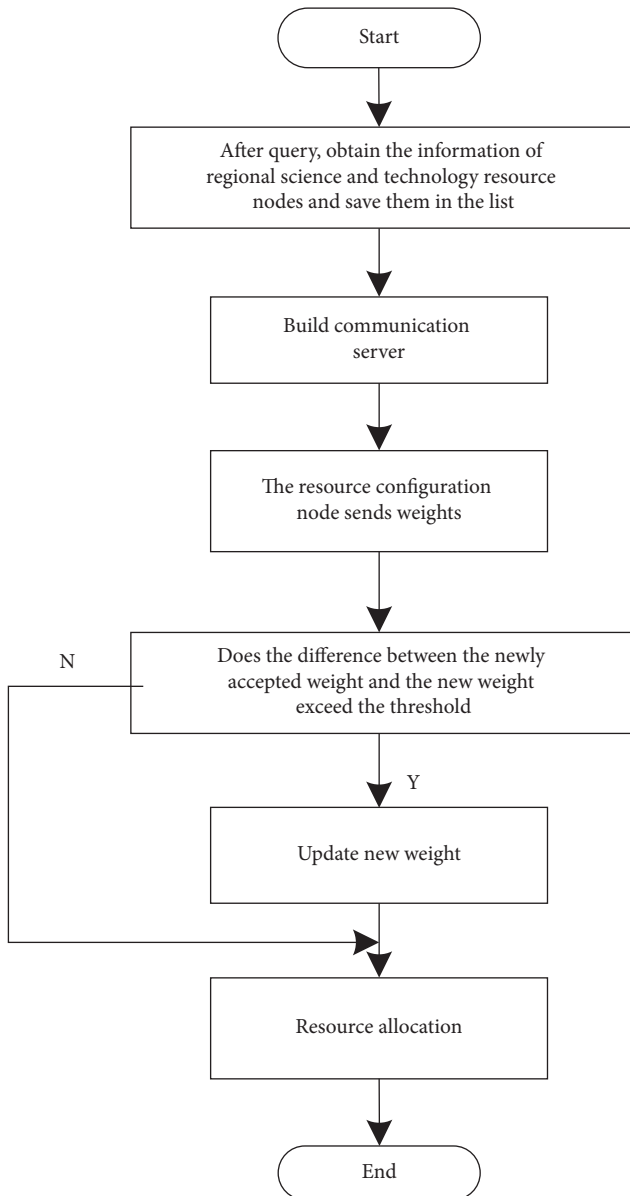 Start
After query, obtain the information of
regional science and technology resource
nodes and save them in the list
Build communication
server
The resource configuration
node sends weights
N
Does the difference between the newly
accepted weight and the new weight
exceed the threshold
Y
Update new weight
Resource allocation
End